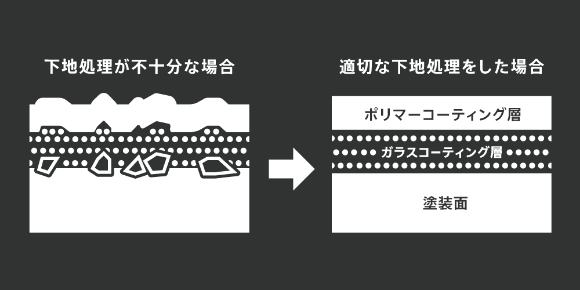 下地処理が不十分な場合
適切な下地処理をした場合
ポリマーコーティング層
ガラスコーティング層
塗装面